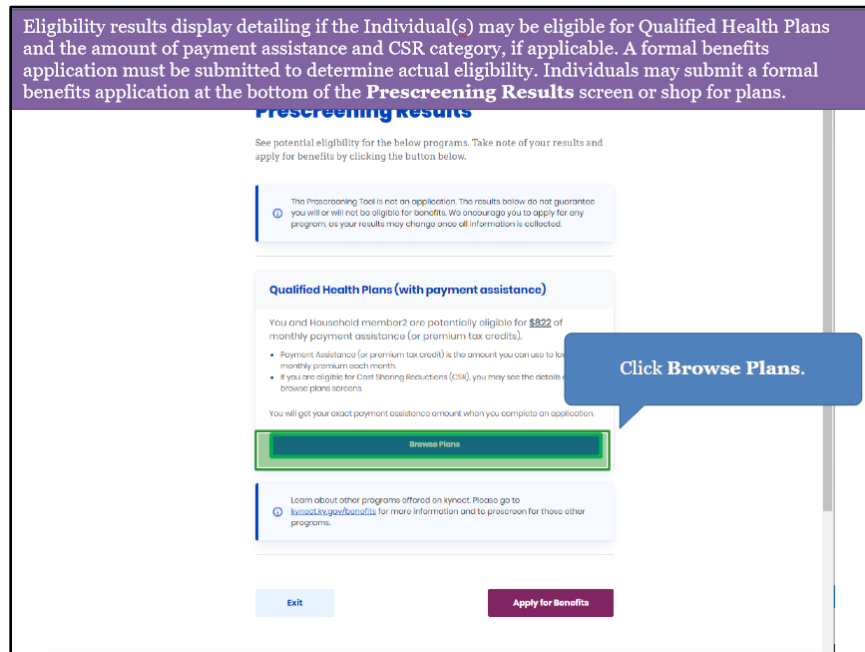 Eligibility results display detailing if the Individual(s) may be eligible for Qualified Health Plans
and the amount of payment assistance and CSR category, if applicable. A formal benefits
application must be submitted to determine actual eligibility. Individuals may submit a formal
benefits application at the bottom of the Prescreening Results screen or shop for plans.
Prescreening Results
See potential eligibility for the below programs. Take note of your results and
apply for benefits by clicking the button below.
The Prescreening Tool is not an application. The results below do not guarantee
you will or will not be eligible for benefits. We encourage you to apply for any
program, as your results may change once all information is collected.
Qualified Health Plans (with payment assistance)
You and Household member2 are potentially eligible for $822 of
monthly payment assistance (or premium tax credits).
Payment Assistance (or premium tax credit) is the amount you can use to
monthly premium each month.
If you are eligible for Cost Sharing Reductions (CSR), you may see the details
browse plans screens.
Click Browse Plans.
You will get your exact payment assistance amount when you complete an application.
Browse Plans
Learn about other programs offered on kynect. Please go to
kynect.ky.gov/benefits for more information and to prescreen for those other
programs.
Exit
Apply for Benefits